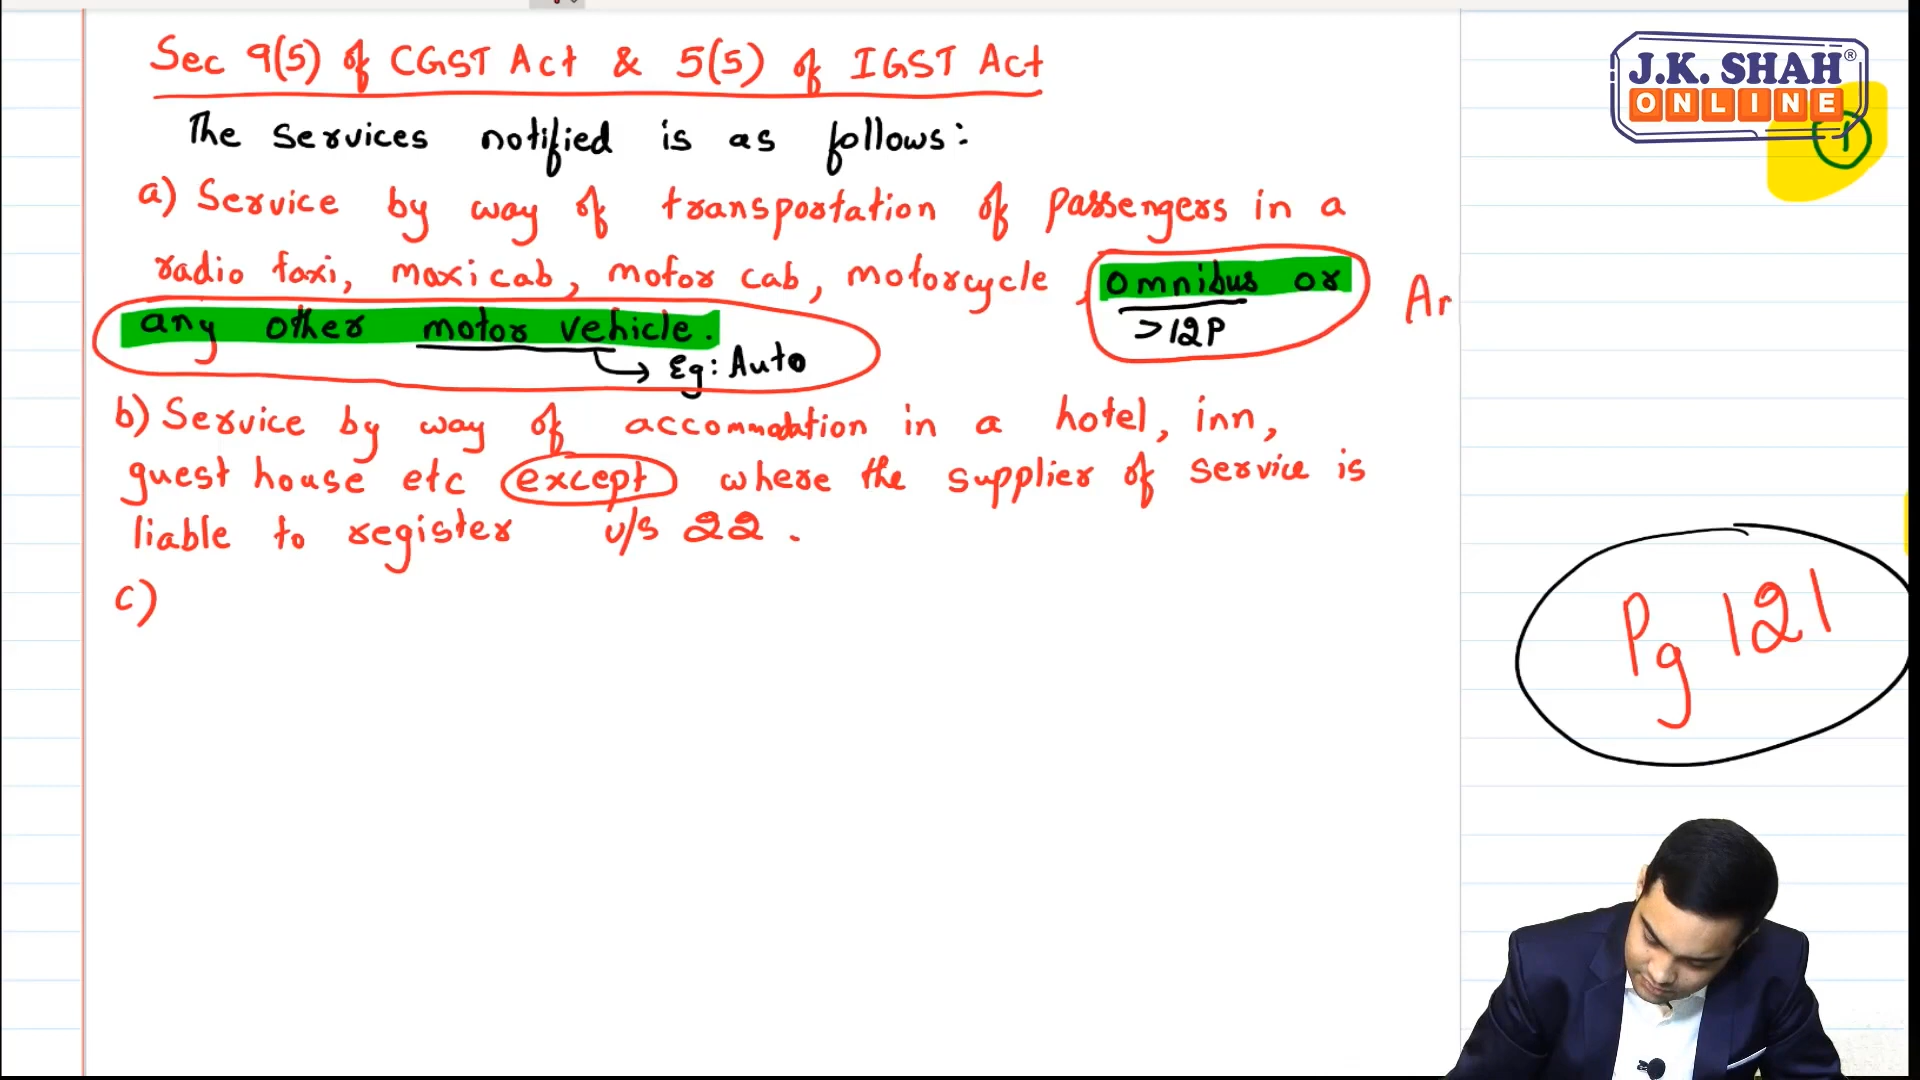 Sec 9(5) of CGST Act & 5(5) of IGST Act
The services notified is as follows:
a) Service by way of transportation of passengers in a
radio taxi, maxi cab, motor cab, motorcycle, omnibus or
>12P
any other motor vehicle.
Eg: Auto
b) Service by way of accommodation in a hotel, inn,
guest house etc except where the supplier of service is
liable to register u/s 22.
c)
Ar
J.K. SHAH®
ONLINE
1
Pg 121